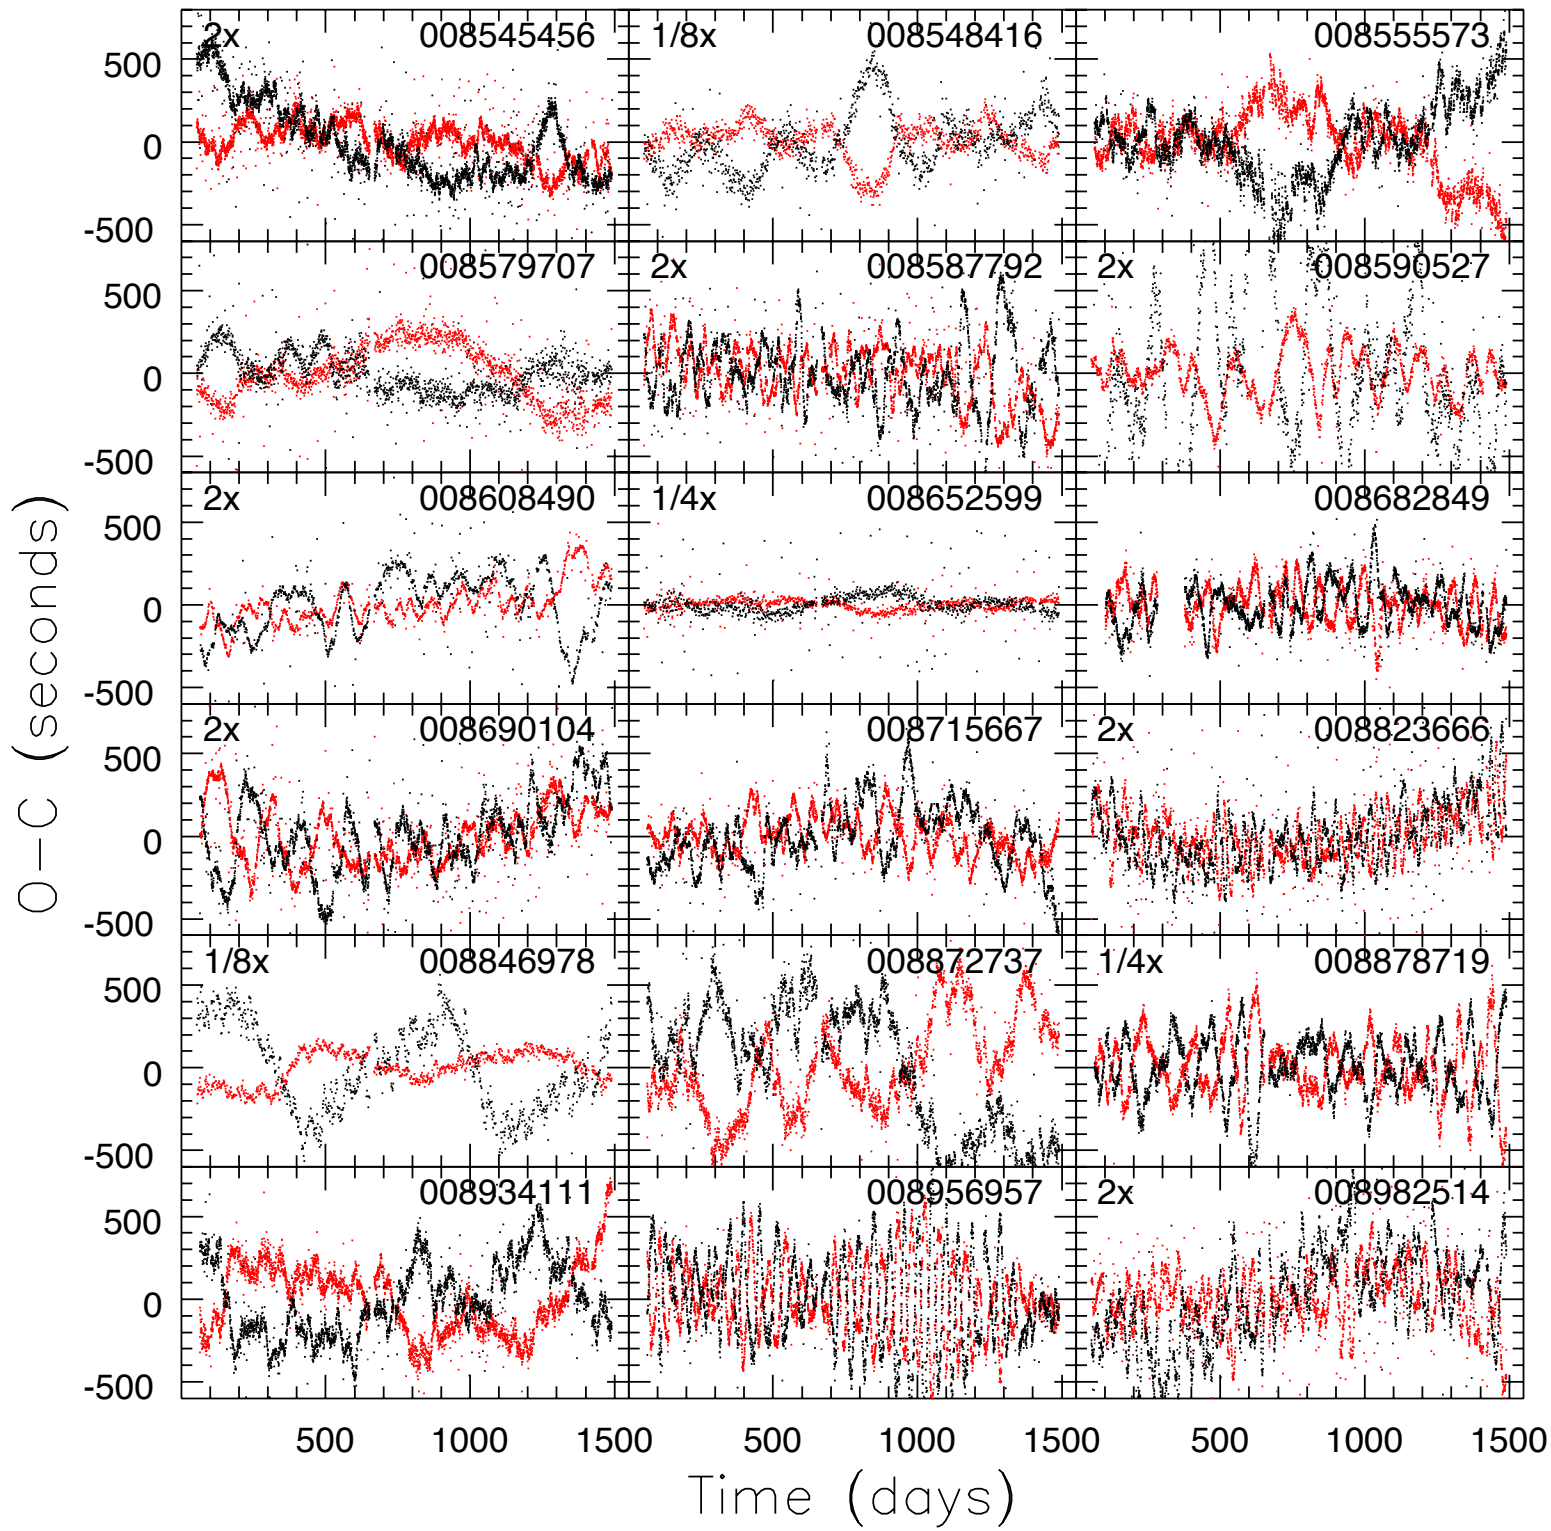 2x 008545456
1/8x 008548416
008555573
500
0
-500
008579707
2x 008587792
2x 008590527
500
0
-500
2x 008608490
1/4x 008652599
008682849
500
0
-500
2x 008690104
008715667
2x 008823666
500
0
-500
1/8x 008846978
008872737
1/4x 008878719
500
0
-500
008934111
008956957
2x 008982514
500
0
-500
500 1000 1500 500 1000 1500 500 1000 1500
Time (days)
O-C (seconds)